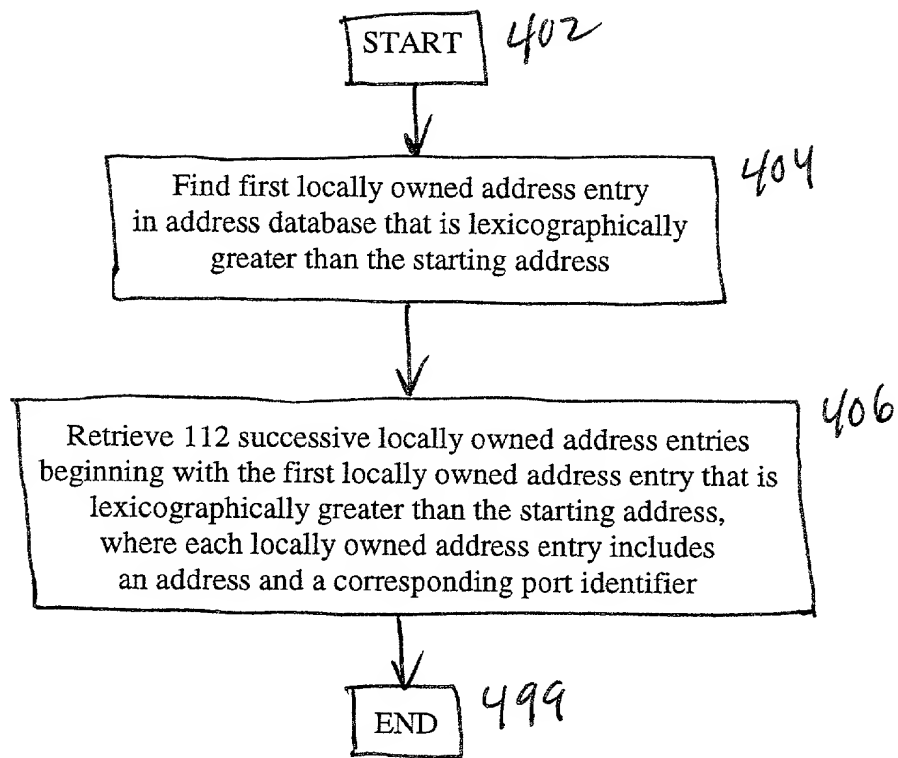 START 402
404
Find first locally owned address entry
in address database that is lexicographically
greater than the starting address
406
Retrieve 112 successive locally owned address entries
beginning with the first locally owned address entry that is
lexicographically greater than the starting address,
where each locally owned address entry includes
an address and a corresponding port identifier
END 499